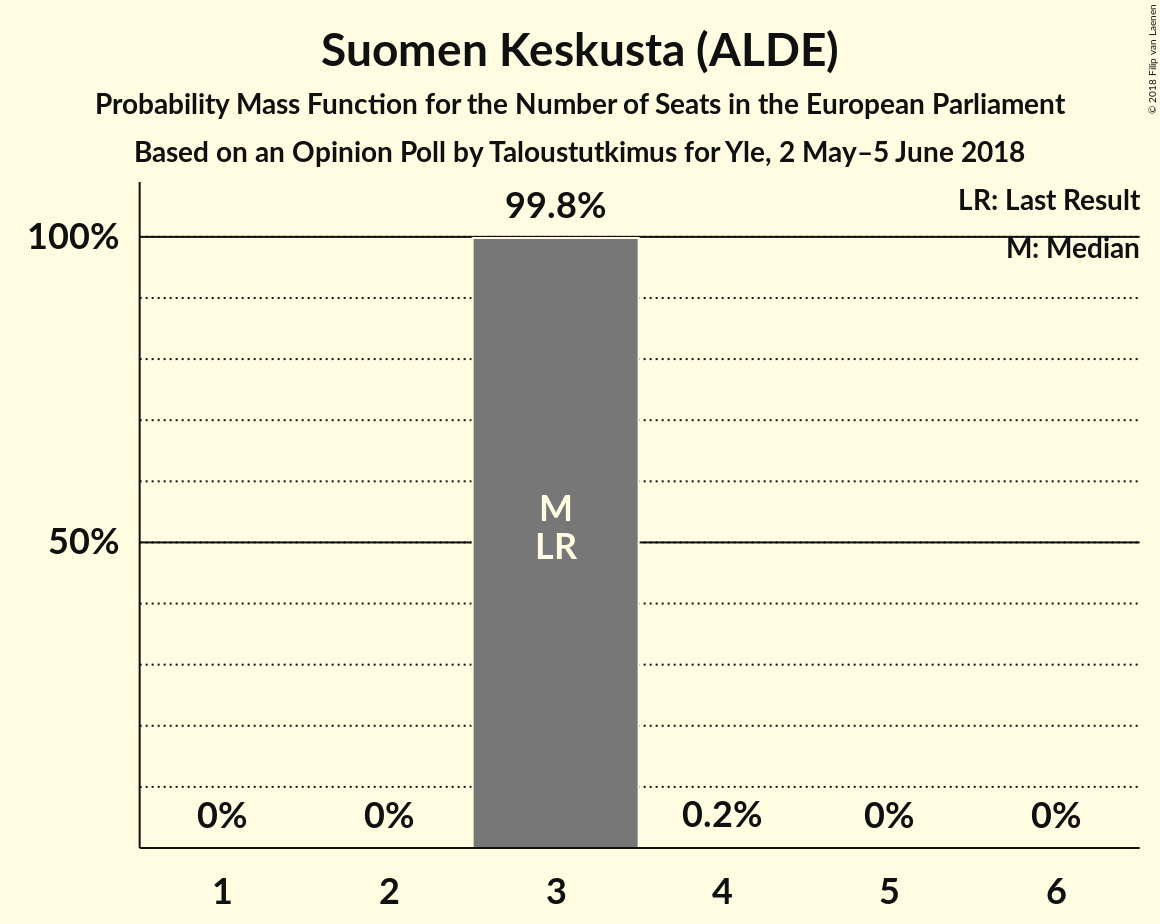 Suomen Keskusta (ALDE)
Probability Mass Function for the Number of Seats in the European Parliament
Based on an Opinion Poll by Taloustutkimus for Yle, 2 May–5 June 2018
© 2018 Filip van Laenen
LR: Last Result
M: Median
99.8%
100%
50%
M
LR
0%
0%
0.2%
0%
0%
1
2
3
4
5
6